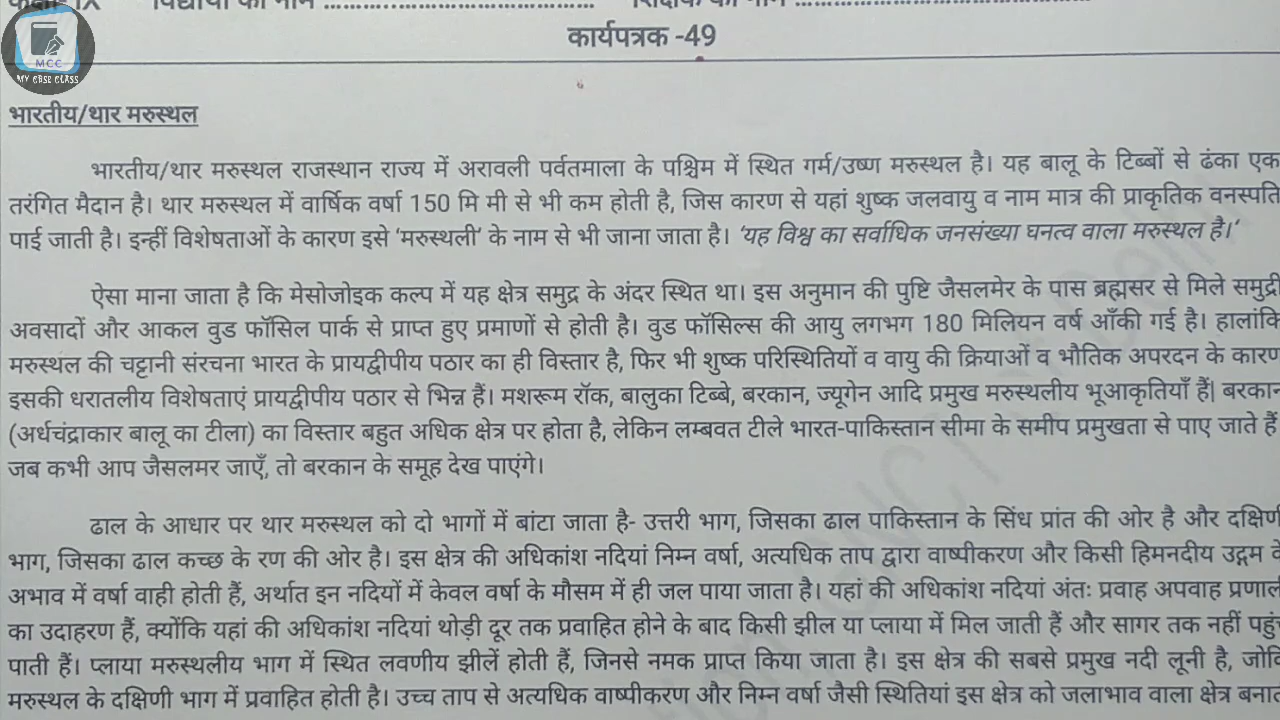 कार्यपत्रक -49
MCC
MY CBSE CLASS
भारतीय/थार मरुस्थल
भारतीय/थार मरुस्थल राजस्थान राज्य में अरावली पर्वतमाला के पश्चिम में स्थित गर्म/उष्ण मरुस्थल है। यह बालू के टिब्बों से ढंका एक
तरंगित मैदान है। थार मरुस्थल में वार्षिक वर्षा 150 मि मी से भी कम होती है, जिस कारण से यहां शुष्क जलवायु व नाम मात्र की प्राकृतिक वनस्पति
पाई जाती है। इन्हीं विशेषताओं के कारण इसे ‘मरुस्थली’ के नाम से भी जाना जाता है। ‘यह विश्व का सर्वाधिक जनसंख्या घनत्व वाला मरुस्थल है।‘
ऐसा माना जाता है कि मेसोजोइक कल्प में यह क्षेत्र समुद्र के अंदर स्थित था। इस अनुमान की पुष्टि जैसलमेर के पास ब्रह्मसर से मिले समुद्री
अवसादों और आकल वुड फॉसिल पार्क से प्राप्त हुए प्रमाणों से होती है। वुड फॉसिल्स की आयु लगभग 180 मिलियन वर्ष आँकी गई है। हालांकि
मरुस्थल की चट्टानी संरचना भारत के प्रायद्वीपीय पठार का ही विस्तार है, फिर भी शुष्क परिस्थितियों व वायु की क्रियाओं व भौतिक अपरदन के कारण
इसकी धरातलीय विशेषताएं प्रायद्वीपीय पठार से भिन्न हैं। मशरूम रॉक, बालुका टिब्बे, बरकान, ज्यूगेन आदि प्रमुख मरुस्थलीय भूआकृतियाँ हैं| बरकान
(अर्धचंद्राकार बालू का टीला) का विस्तार बहुत अधिक क्षेत्र पर होता है, लेकिन लम्बवत टीले भारत-पाकिस्तान सीमा के समीप प्रमुखता से पाए जाते हैं
जब कभी आप जैसलमर जाएँ, तो बरकान के समूह देख पाएंगे।
ढाल के आधार पर थार मरुस्थल को दो भागों में बांटा जाता है- उत्तरी भाग, जिसका ढाल पाकिस्तान के सिंध प्रांत की ओर है और दक्षिणी
भाग, जिसका ढाल कच्छ के रण की ओर है। इस क्षेत्र की अधिकांश नदियां निम्न वर्षा, अत्यधिक ताप द्वारा वाष्पीकरण और किसी हिमनदीय उद्गम
अभाव में वर्षा वाही होती हैं, अर्थात इन नदियों में केवल वर्षा के मौसम में ही जल पाया जाता है। यहां की अधिकांश नदियां अंतः प्रवाह अपवाह प्रणाली
का उदाहरण हैं, क्योंकि यहां की अधिकांश नदियां थोड़ी दूर तक प्रवाहित होने के बाद किसी झील या प्लाया में मिल जाती हैं और सागर तक नहीं पहुंच
पाती हैं। प्लाया मरुस्थलीय भाग में स्थित लवणीय झीलें होती हैं, जिनसे नमक प्राप्त किया जाता है। इस क्षेत्र की सबसे प्रमुख नदी लूनी है,
मरुस्थल के दक्षिणी भाग में प्रवाहित होती है। उच्च ताप से अत्यधिक वाष्पीकरण और निम्न वर्षा जैसी स्थितियां इस क्षेत्र को जलाभाव वाला क्षेत्र